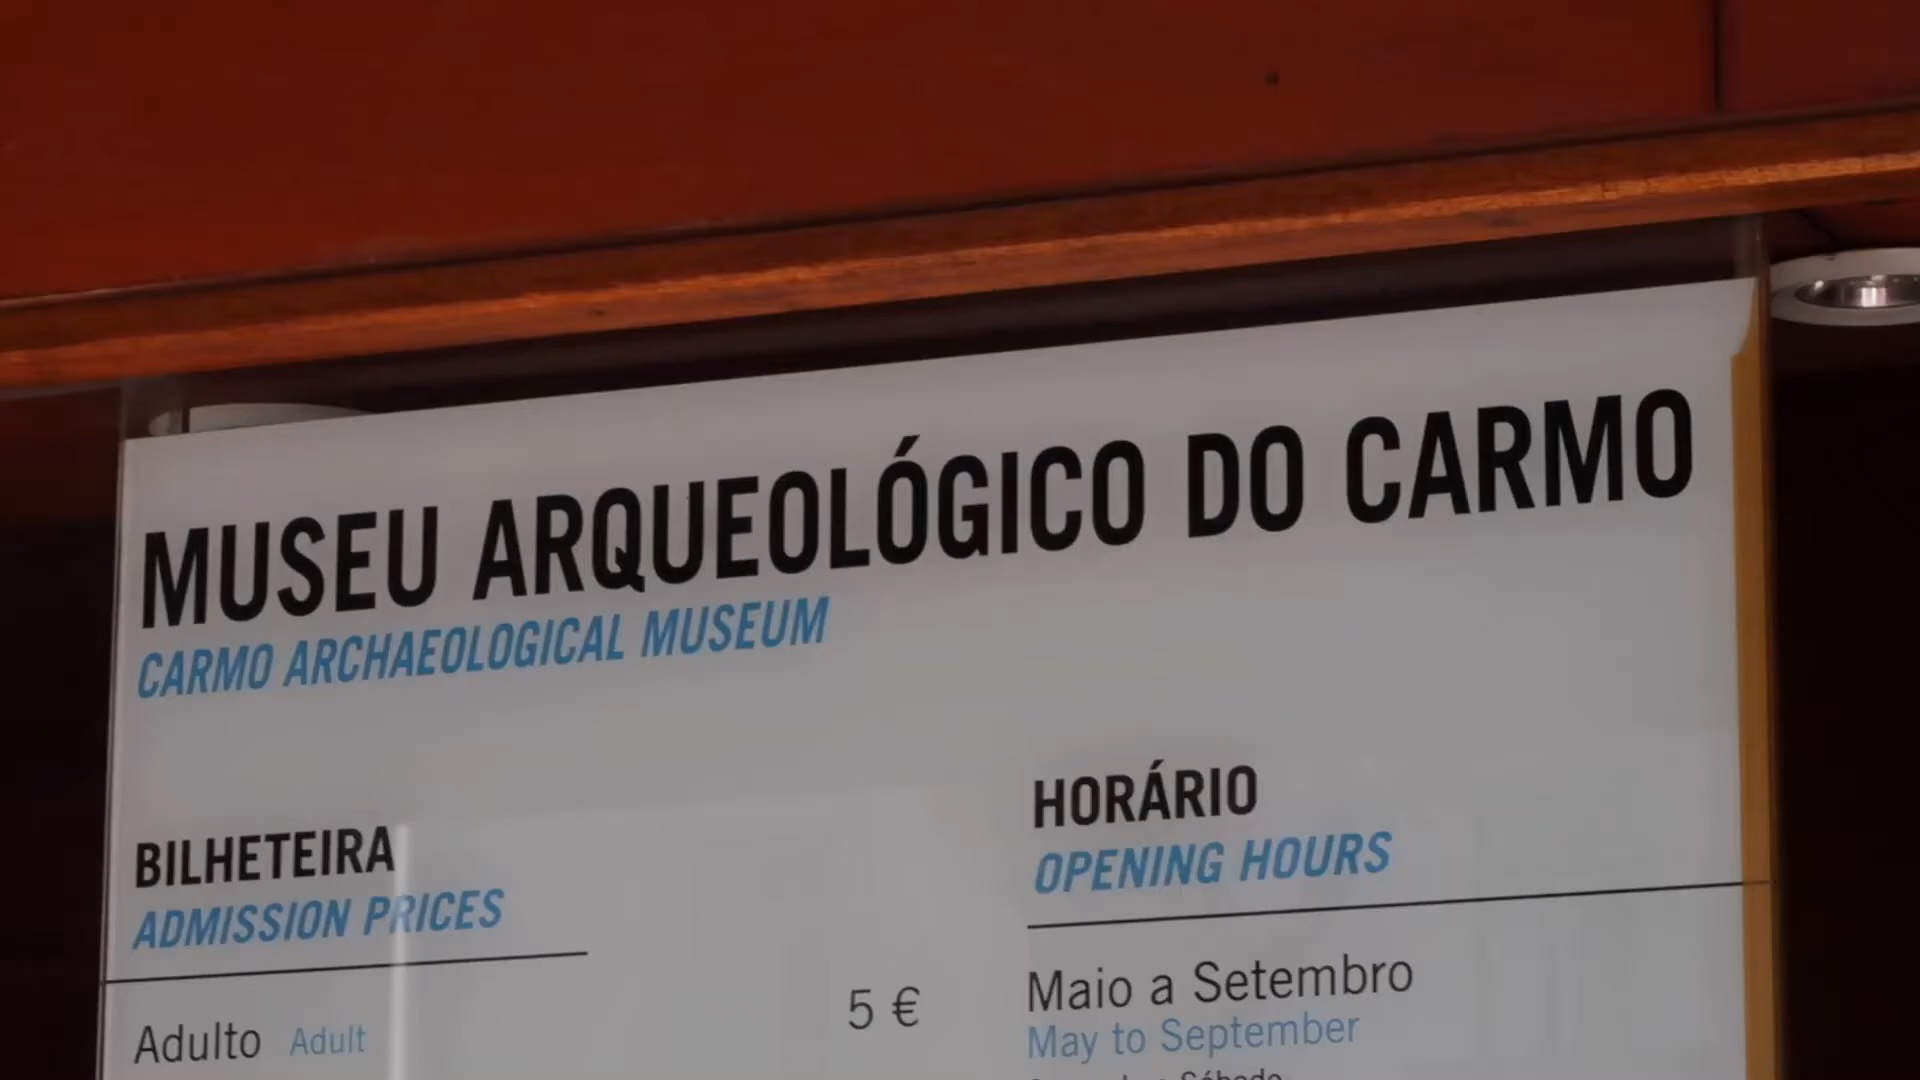 MUSEU ARQUEOLÓGICO DO CARMO
CARMO ARCHAEOLOGICAL MUSEUM
BILHETEIRA
ADMISSION PRICES
Adulto Adult 5 €
HORÁRIO
OPENING HOURS
Maio a Setembro
May to September
Sábado